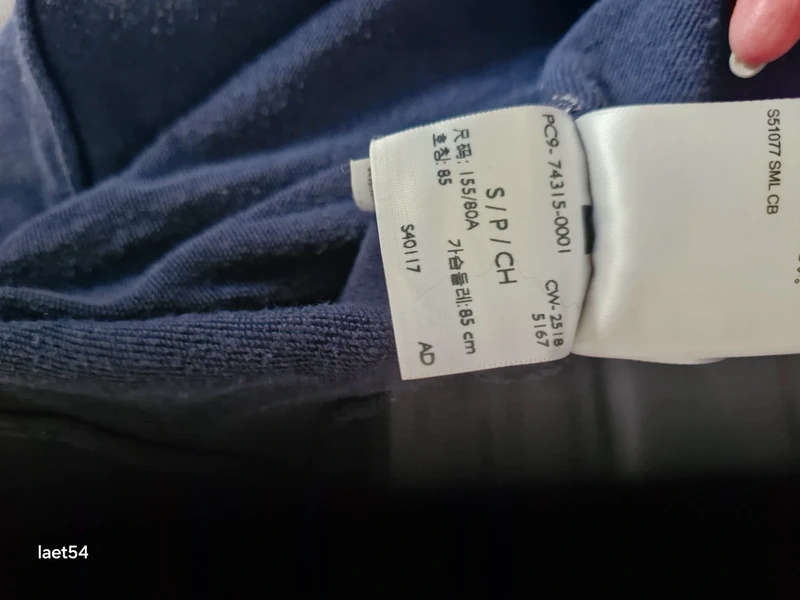 PC9-74315-0001 CW-2518
5167
S / P / CH
尺码: 155/80A 가슴둘레:85 cm
호칭: 85
S40117 AD
S51077 SML CB
laet54